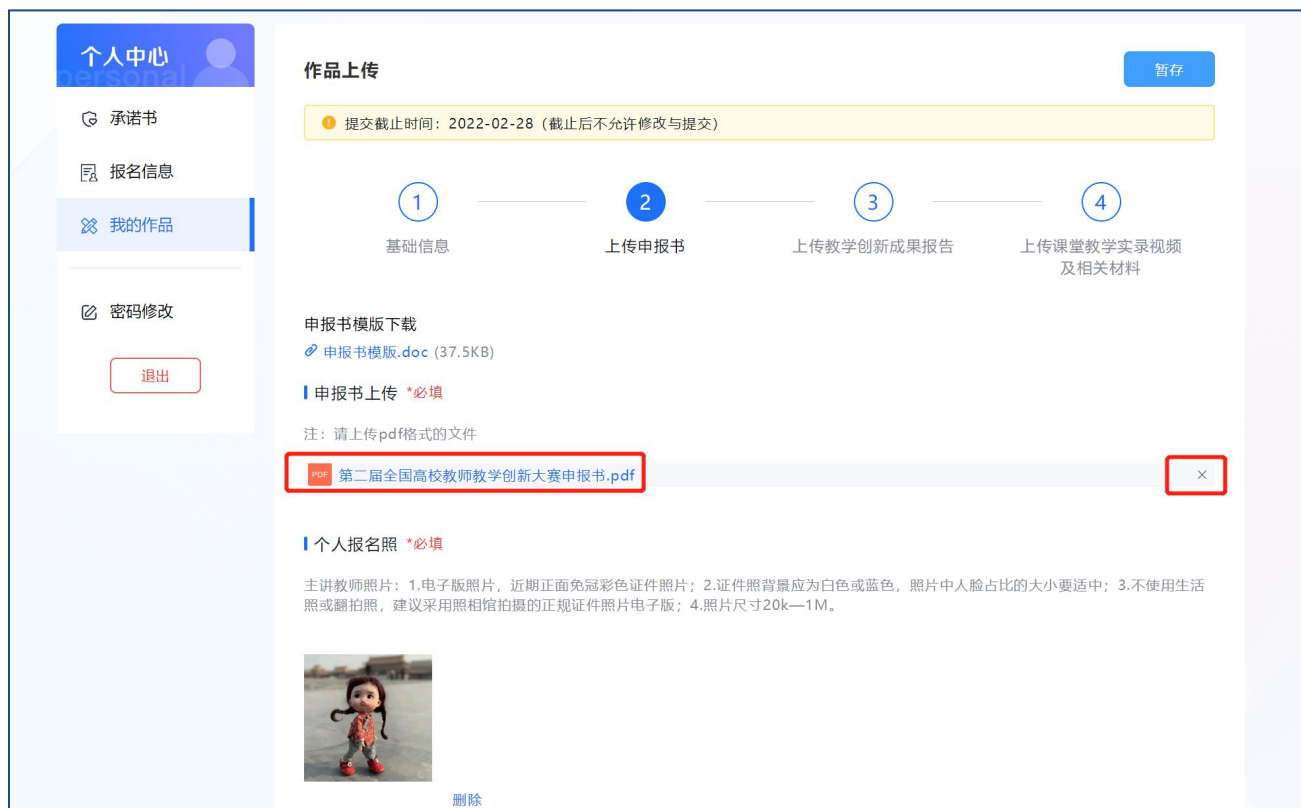 个人中心
personal
承诺书
报名信息
我的作品
密码修改
退出
作品上传
暂存
提交截止时间：2022-02-28（截止后不允许修改与提交）
1
基础信息
2
上传申报书
3
上传教学创新成果报告
4
上传课堂教学实录视频
及相关材料
申报书模版下载
申报书模版.doc (37.5KB)
申报书上传 *必填
注：请上传pdf格式的文件
PDF 第二届全国高校教师教学创新大赛申报书.pdf
个人报名照 *必填
主讲教师照片：1.电子版照片，近期正面免冠彩色证件照片；2.证件照背景应为白色或蓝色，照片中人脸占比的大小要适中；3.不使用生活
照或翻拍照，建议采用照相馆拍摄的正规证件照片电子版；4.照片尺寸20k—1M。
删除